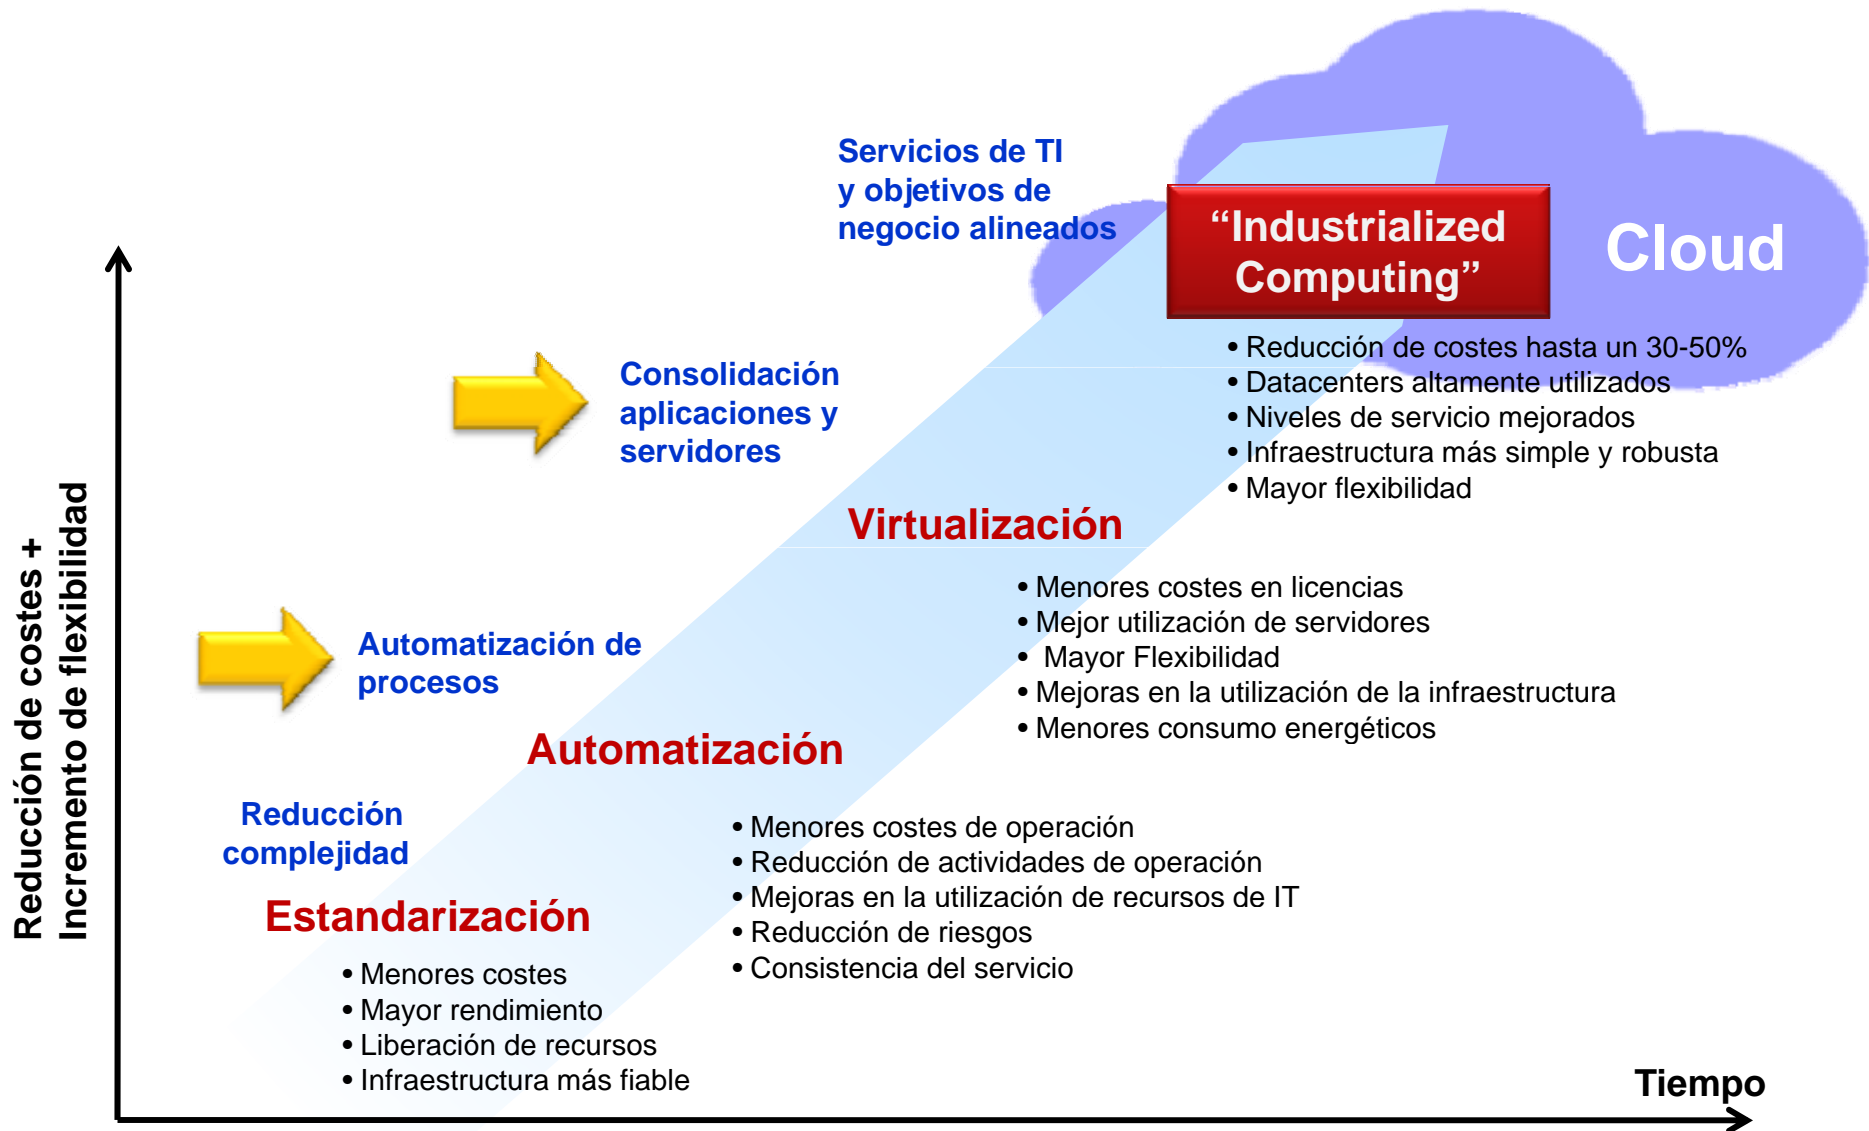 Servicios de TI
y objetivos de
negocio alineados
“Industrialized
Computing”
Cloud
• Reducción de costes hasta un 30-50%
• Datacenters altamente utilizados
• Niveles de servicio mejorados
• Infraestructura más simple y robusta
• Mayor flexibilidad
Consolidación
aplicaciones y
servidores
Virtualización
• Menores costes en licencias
• Mejor utilización de servidores
• Mayor Flexibilidad
• Mejoras en la utilización de la infraestructura
• Menores consumo energéticos
Automatización de
procesos
Automatización
• Menores costes de operación
• Reducción de actividades de operación
• Mejoras en la utilización de recursos de IT
• Reducción de riesgos
• Consistencia del servicio
Reducción
complejidad
Estandarización
• Menores costes
• Mayor rendimiento
• Liberación de recursos
• Infraestructura más fiable
Reducción de costes +
Incremento de flexibilidad
Tiempo